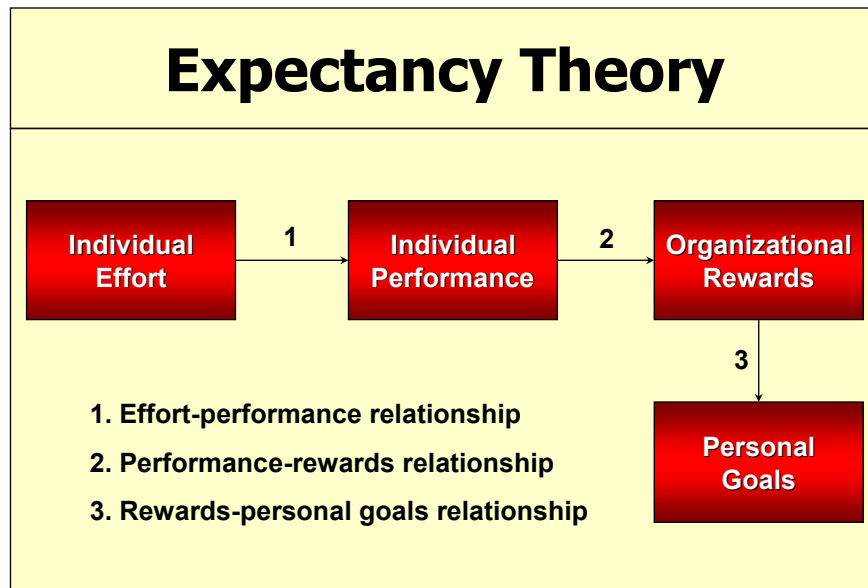 Expectancy Theory
Individual
Effort
1
Individual
Performance
2
Organizational
Rewards
3
Personal
Goals
1. Effort-performance relationship
2. Performance-rewards relationship
3. Rewards-personal goals relationship